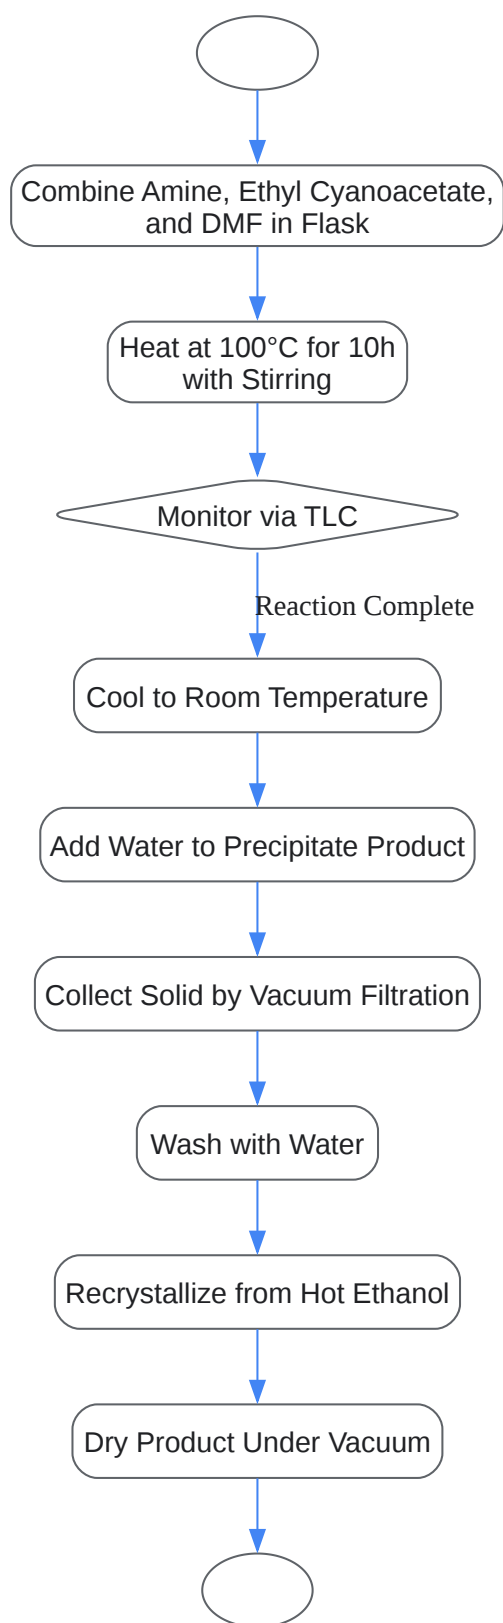 Combine Amine, Ethyl Cyanoacetate,
and DMF in Flask
Heat at 100°C for 10h
with Stirring
Monitor via TLC
Reaction Complete
Cool to Room Temperature
Add Water to Precipitate Product
Collect Solid by Vacuum Filtration
Wash with Water
Recrystallize from Hot Ethanol
Dry Product Under Vacuum